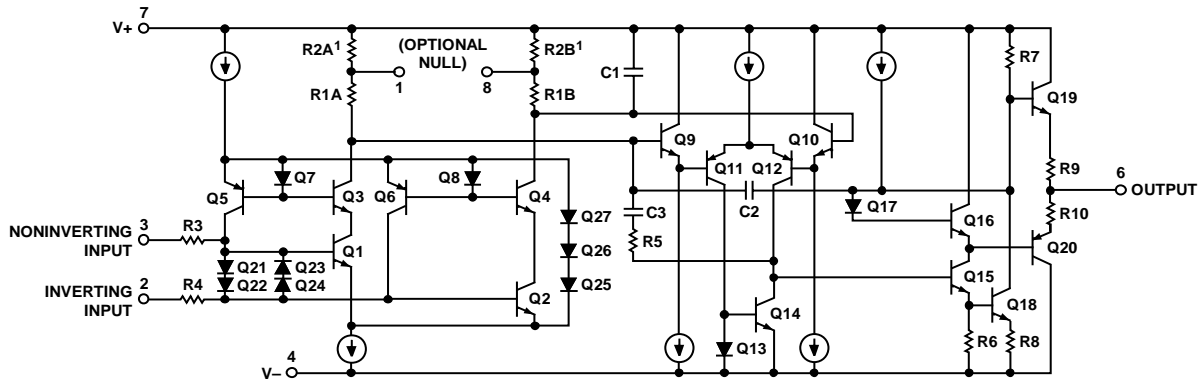 7
V+
R2A¹
(OPTIONAL
NULL)
R2B¹
1
8
R1A
R1B
C1
R7
Q19
Q9
Q10
Q11
Q12
R9
6
OUTPUT
R10
Q7
Q8
Q5
Q3
Q6
Q4
Q27
Q26
Q25
C2
Q17
Q16
Q20
3
NONINVERTING
INPUT
R3
C3
R5
Q1
Q21
Q23
Q22
Q24
2
INVERTING
INPUT
R4
Q2
Q15
Q18
Q14
Q13
R6
R8
4
V–